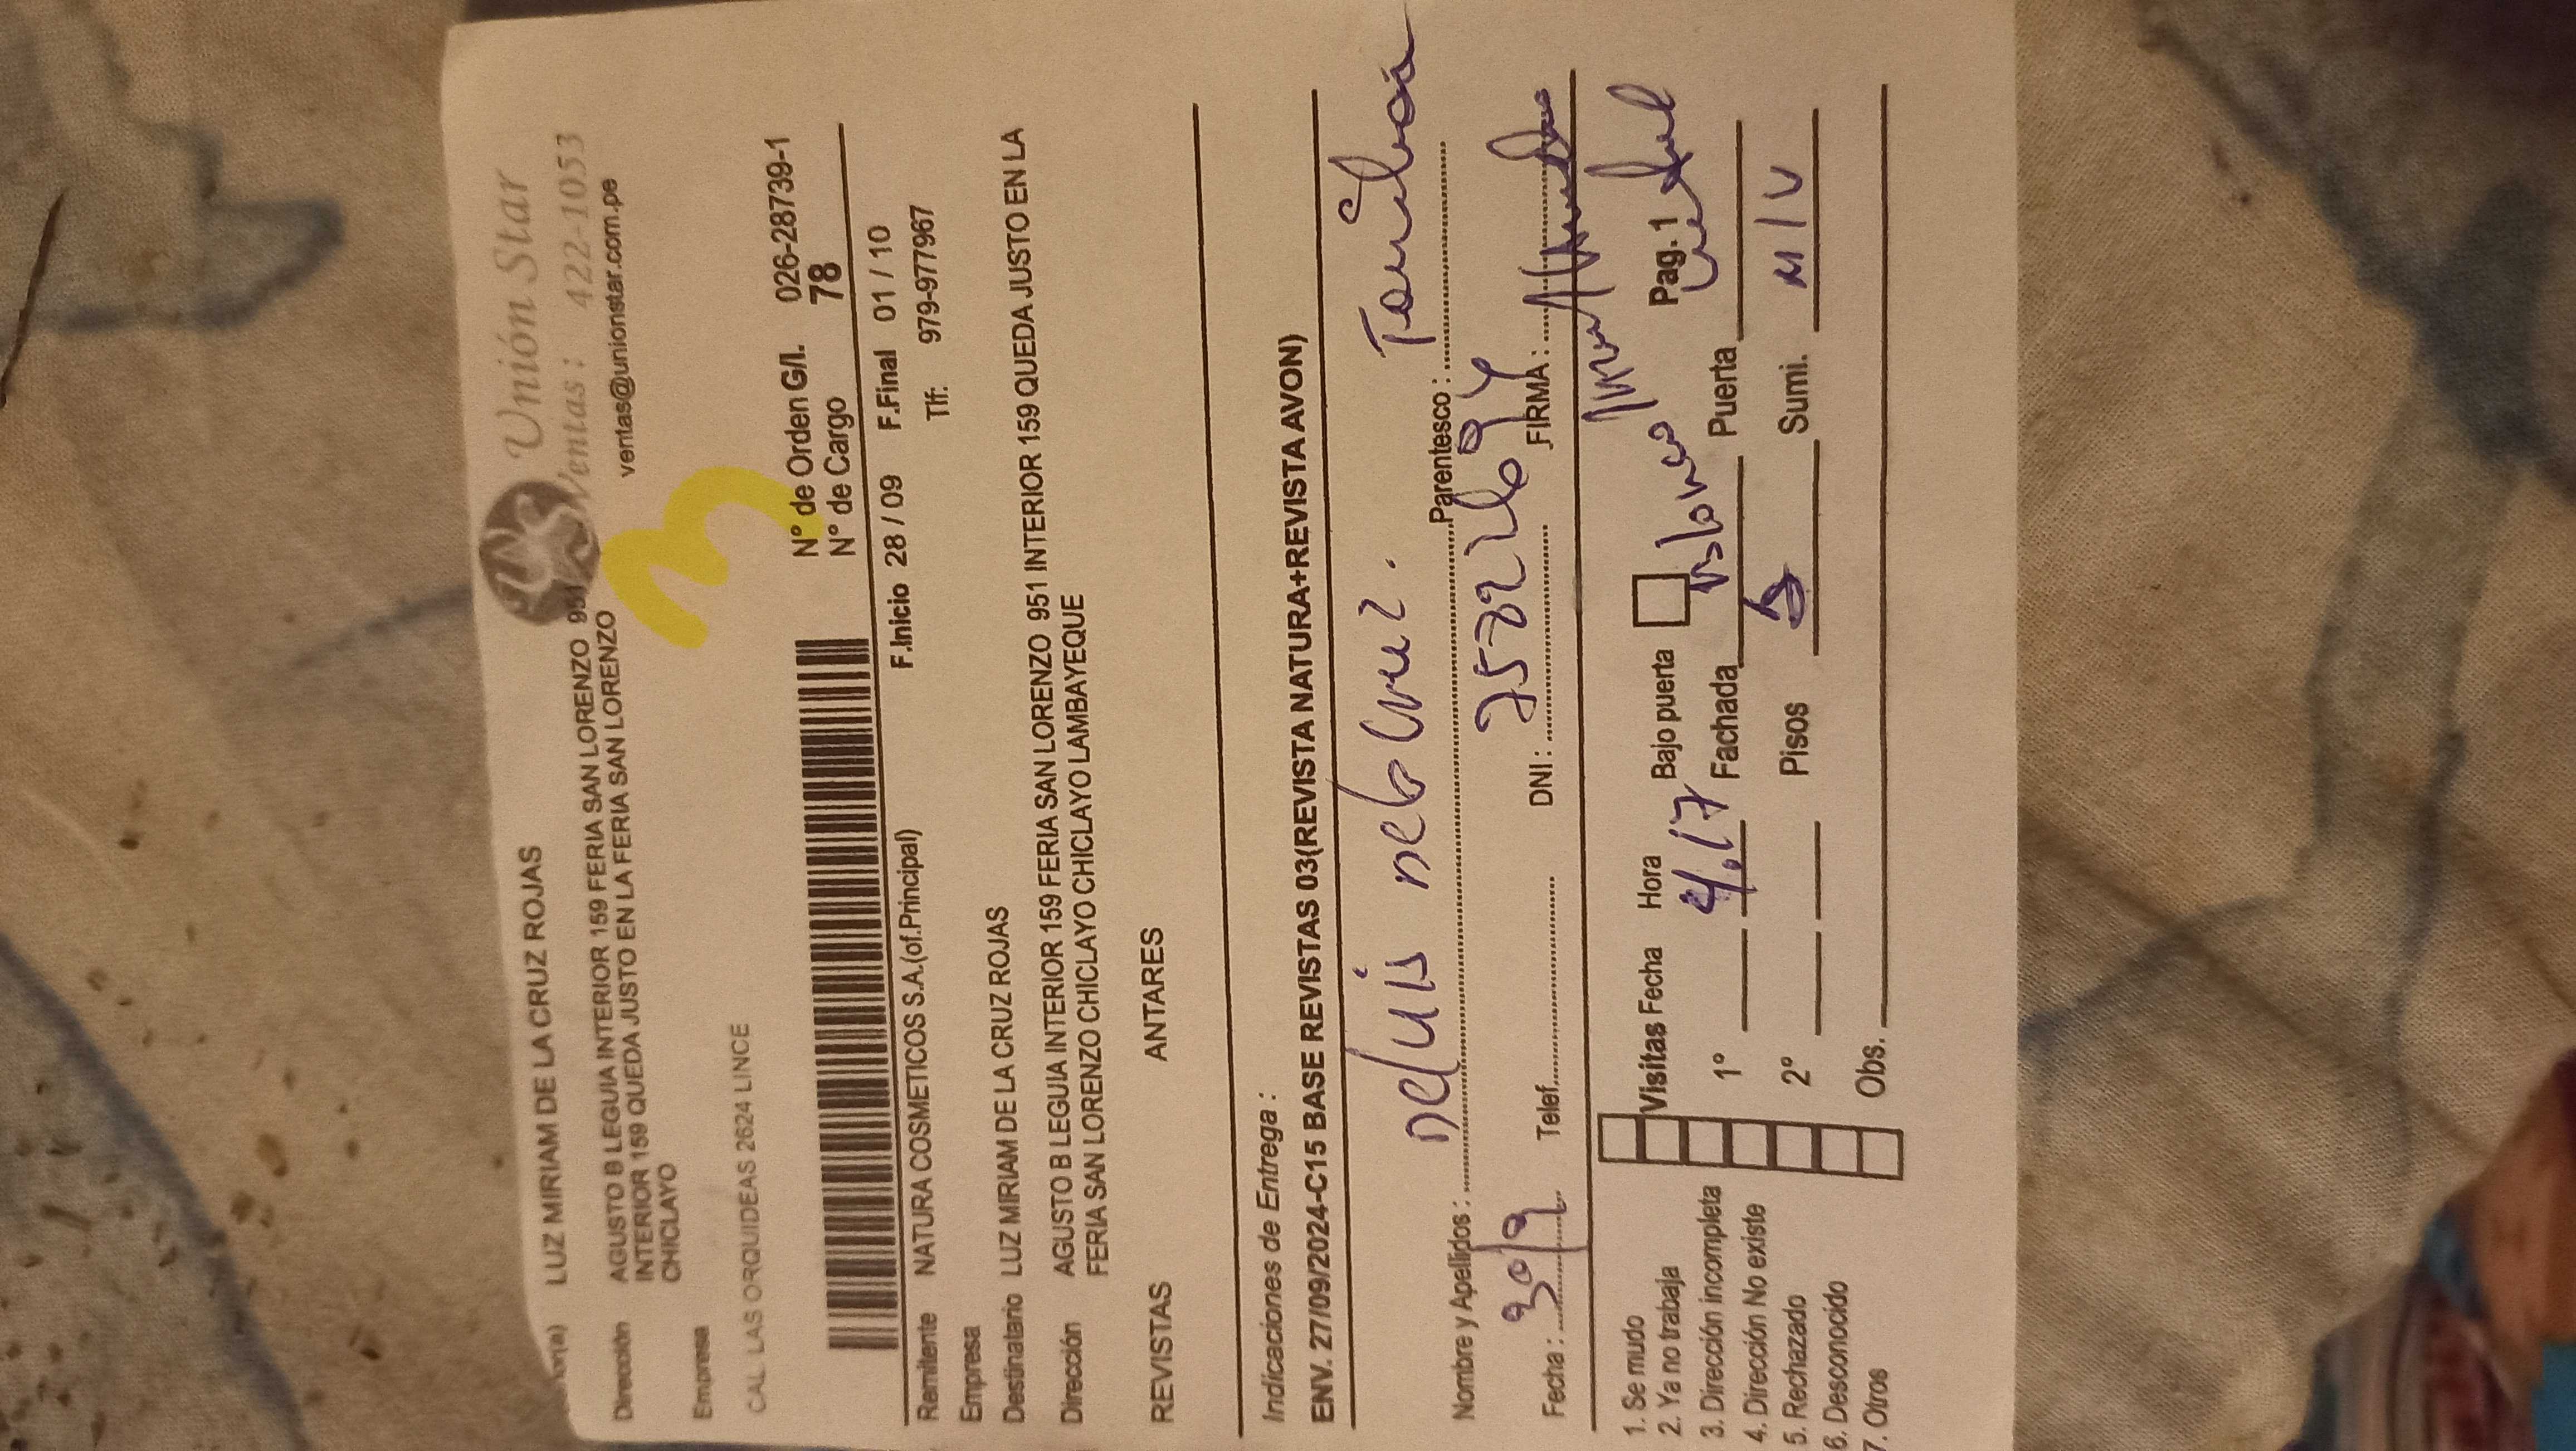 Unión Star
Ventas : 422-1053
ventas@unionstar.com.pe
LUZ MIRIAM DE LA CRUZ ROJAS
Dirección AGUSTO B LEGUIA INTERIOR 159 FERIA SAN LORENZO 951
INTERIOR 159 QUEDA JUSTO EN LA FERIA SAN LORENZO
CHICLAYO
Empresa
CAL LAS ORQUIDEAS 2624 LINCE
3
N° de Orden G/I. 026-28739-1
N° de Cargo 78
F.Inicio 28 / 09 F.Final 01 / 10
Remitente NATURA COSMETICOS S.A.(of.Principal) Tlf: 979-977967
Empresa
Destinatario LUZ MIRIAM DE LA CRUZ ROJAS
Dirección AGUSTO B LEGUIA INTERIOR 159 FERIA SAN LORENZO 951 INTERIOR 159 QUEDA JUSTO EN LA
FERIA SAN LORENZO CHICLAYO CHICLAYO CHICLAYO LAMBAYEQUE
REVISTAS ANTARES
Indicaciones de Entrega :
ENV. 27/09/2024-C15 BASE REVISTAS 03(REVISTA NATURA+REVISTA AVON)
Nombre y Apellidos : Parentesco :
Fecha : 30/9 Telef. DNI : FIRMA :
1. Se mudo
2. Ya no trabaja
3. Dirección incompleta
4. Dirección No existe
5. Rechazado
6. Desconocido
7. Otros
Visitas Fecha Hora Bajo puerta Pag. 1
1° 4.17 Fachada Blanco Puerta
2° Pisos Sumi. M/V
Obs.